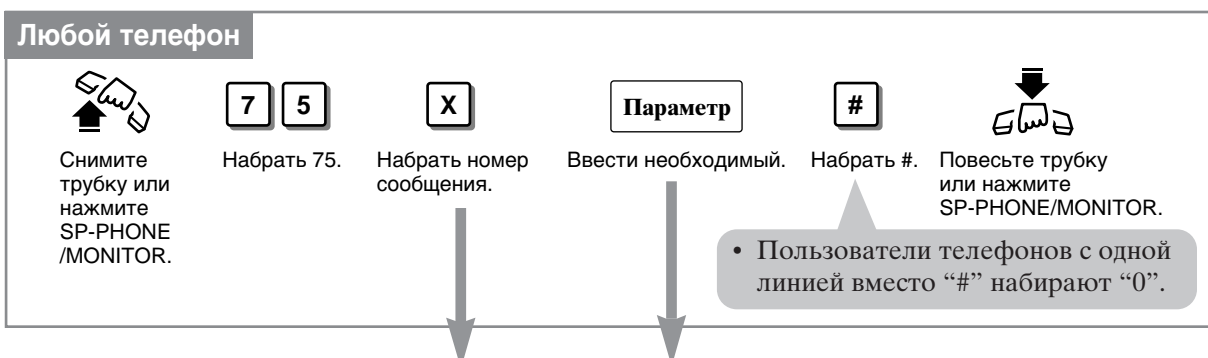 Любой телефон
7 5 X Параметр #
Снимите
трубку или
нажмите
SP-PHONE
/MONITOR.
Набрать 75.
Набрать номер
сообщения.
Ввести необходимый.
Набрать #.
Повесьте трубку
или нажмите
SP-PHONE/MONITOR.
• Пользователи телефонов с одной
линией вместо “#” набирают “0”.